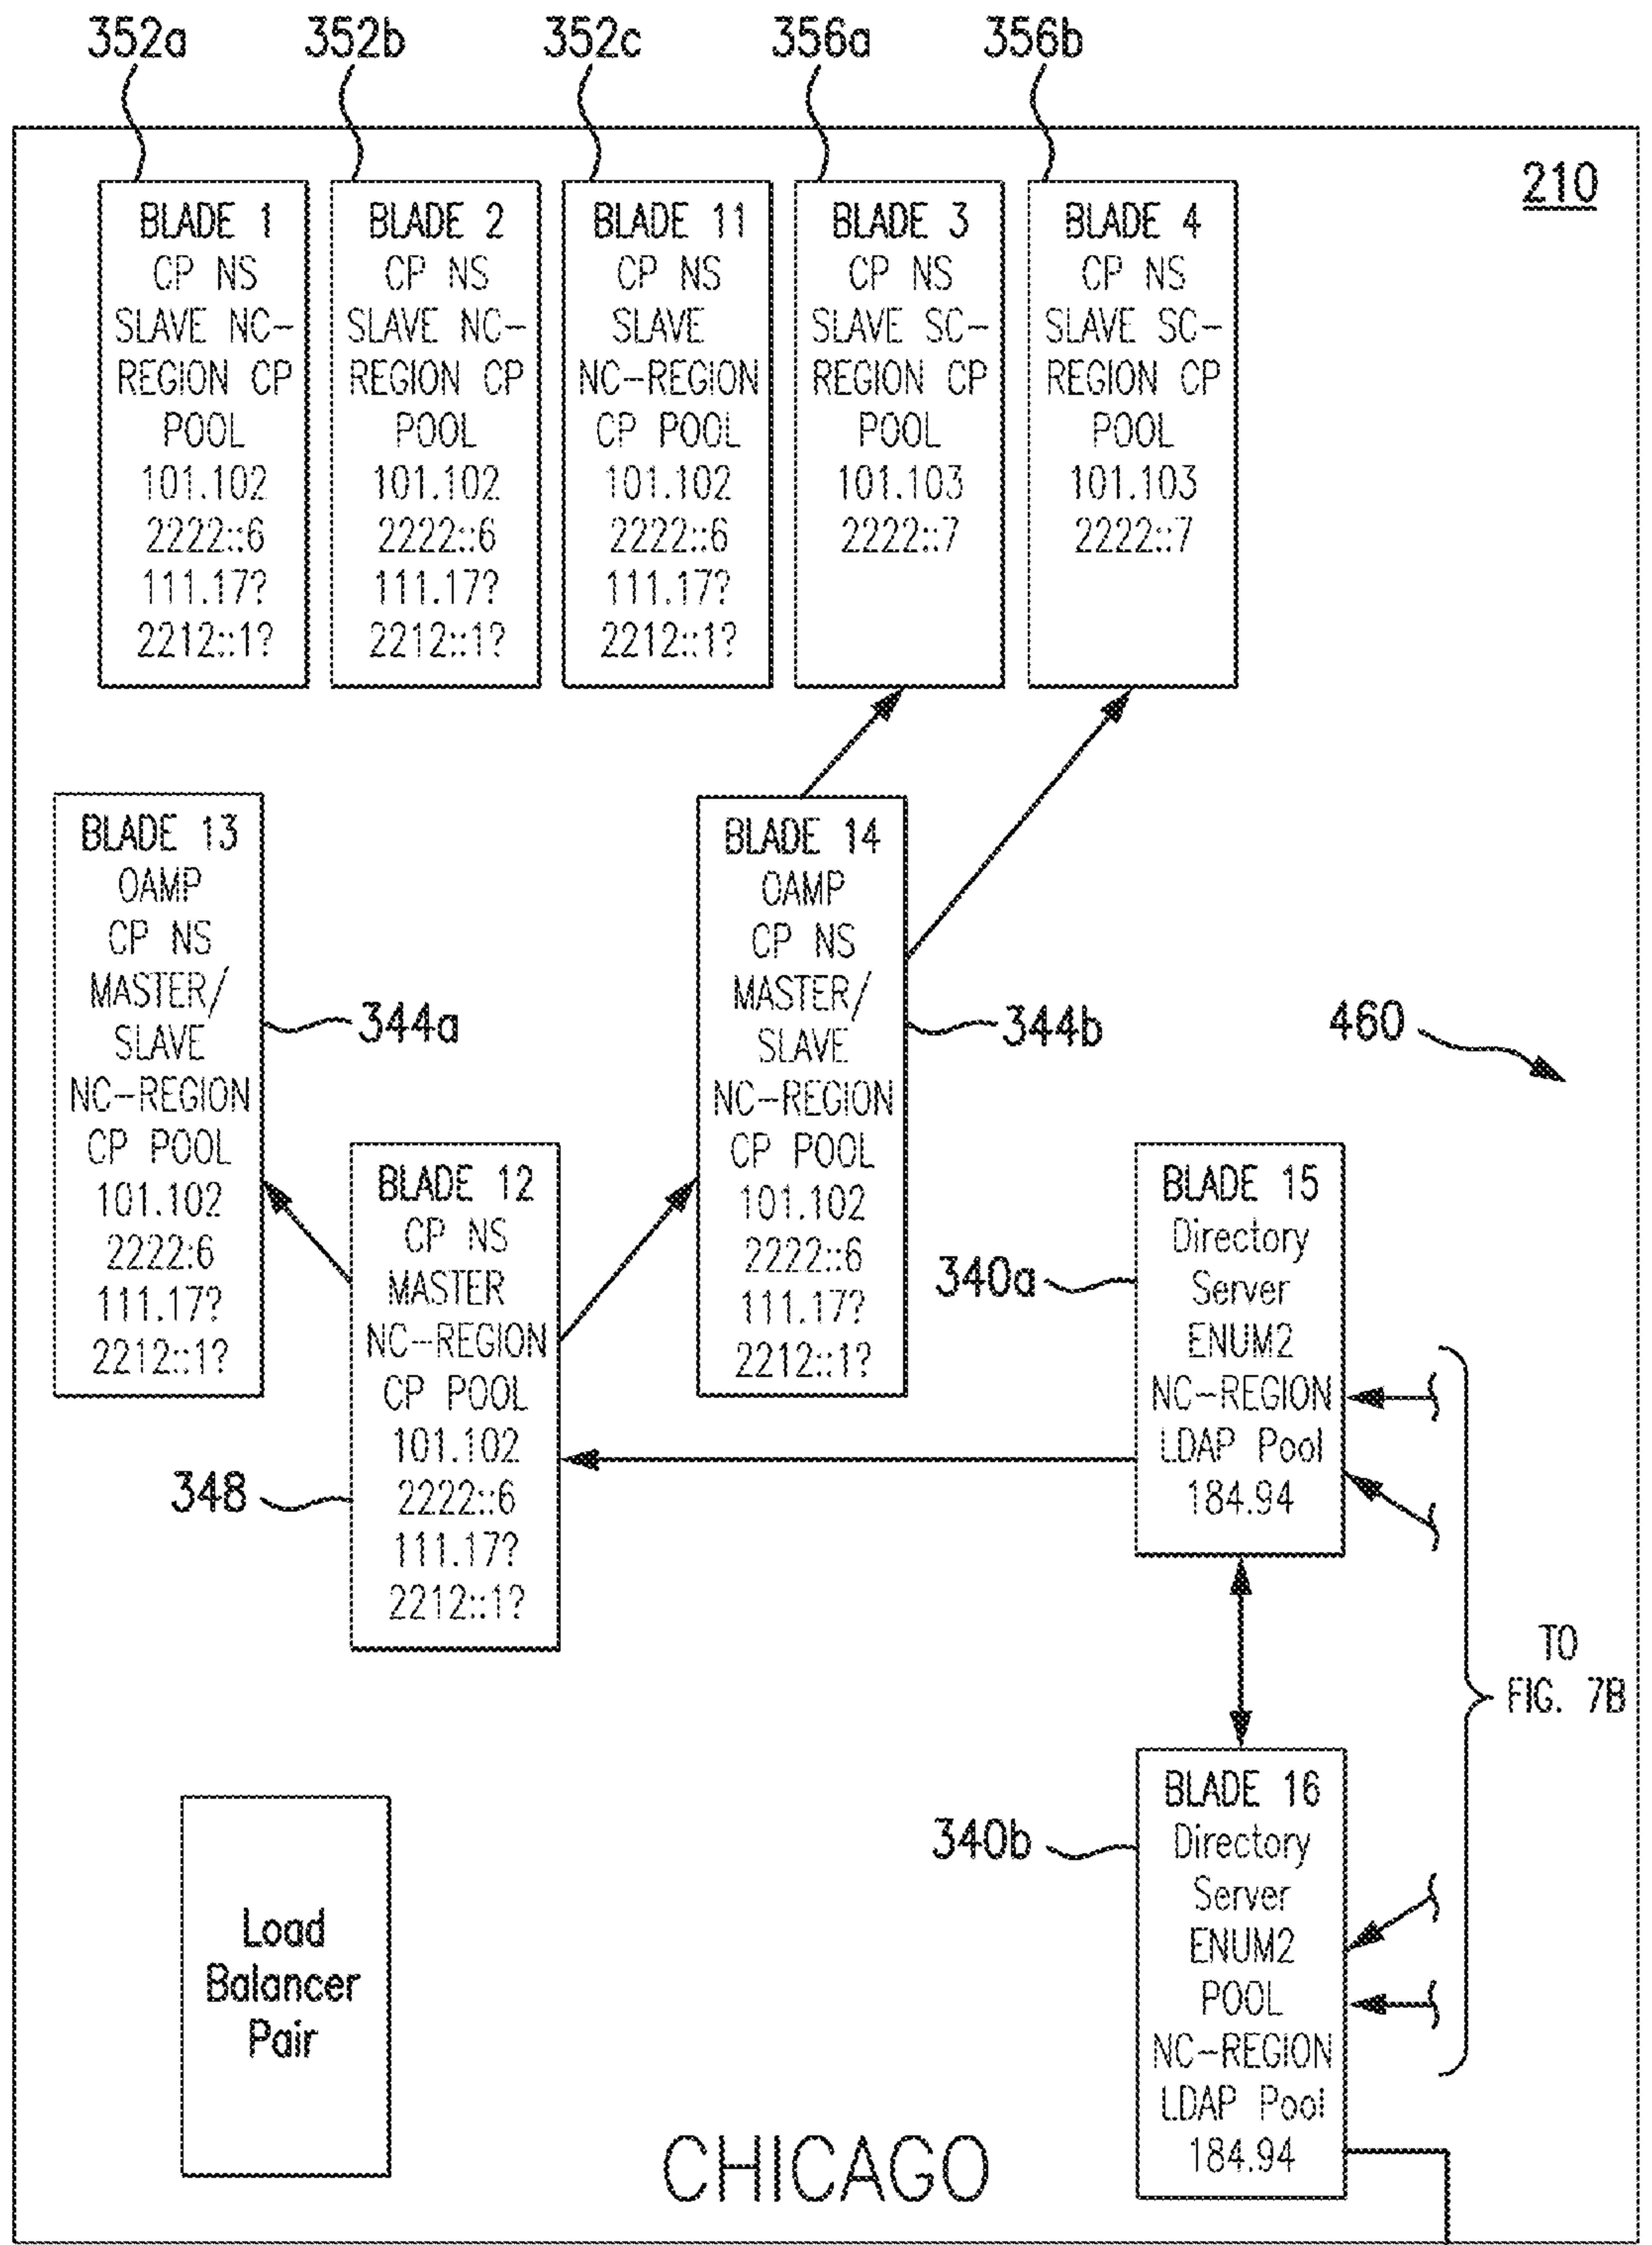 352a
352b
352c
356a
356b
210
BLADE 1
CP NS
SLAVE NC-
REGION CP
POOL
101.102
2222::6
111.17?
2212::1?
BLADE 2
CP NS
SLAVE NC-
REGION CP
POOL
101.102
2222::6
111.17?
2212::1?
BLADE 11
CP NS
SLAVE
NC-REGION
CP POOL
101.102
2222::6
111.17?
2212::1?
BLADE 3
CP NS
SLAVE SC-
REGION CP
POOL
101.103
2222::7
BLADE 4
CP NS
SLAVE SC-
REGION CP
POOL
101.103
2222::7
BLADE 13
OAMP
CP NS
MASTER/
SLAVE
NC-REGION
CP POOL
101.102
2222:6
111.17?
2212::1?
344a
BLADE 14
OAMP
CP NS
MASTER/
SLAVE
NC-REGION
CP POOL
101.102
2222::6
111.17?
2212::1?
344b
460
BLADE 12
CP NS
MASTER
NC-REGION
CP POOL
101.102
2222::6
111.17?
2212::1?
348
340a
BLADE 15
Directory
Server
ENUM2
NC-REGION
LDAP Pool
184.94
TO
FIG. 7B
340b
BLADE 16
Directory
Server
ENUM2
POOL
NC-REGION
LDAP Pool
184.94
Load
Balancer
Pair
CHICAGO